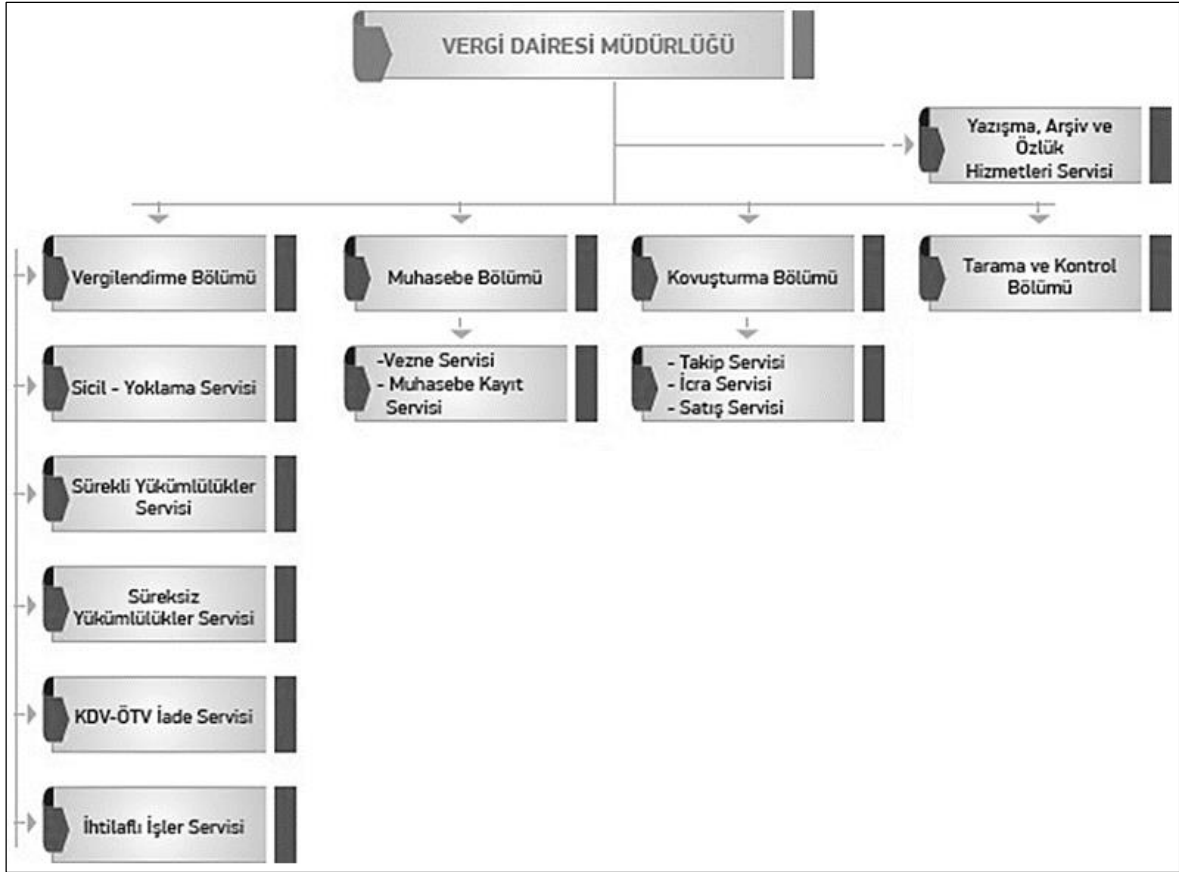 VERGİ DAİRESİ MÜDÜRLÜĞÜ
Yazışma, Arşiv ve
Özlük
Hizmetleri Servisi
Vergilendirme Bölümü
Muhasebe Bölümü
Kovuşturma Bölümü
Tarama ve Kontrol
Bölümü
Sicil - Yoklama Servisi
-Vezne Servisi
- Muhasebe Kayıt
Servisi
- Takip Servisi
- İcra Servisi
- Satış Servisi
Sürekli Yükümlülükler
Servisi
Süreksiz
Yükümlülükler Servisi
KDV-ÖTV İade Servisi
İhtilaflı İşler Servisi